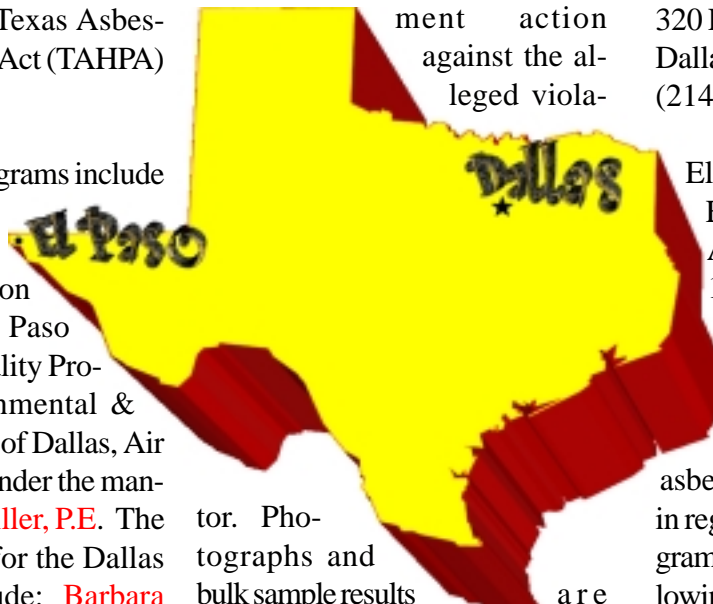 Texas Asbes-
Act (TAHPA)
grams include
on
Paso
lity Pro-
nmental &
of Dallas, Air
nder the man-
ller, P.E. The
for the Dallas
ude: Barbara
ment action
against the al-
leged viola-
tor. Pho-
tographs and
bulk sample results
are
El Paso
Dallas
320
Dalla
(214
El
asbe
in reg
gram
lowin